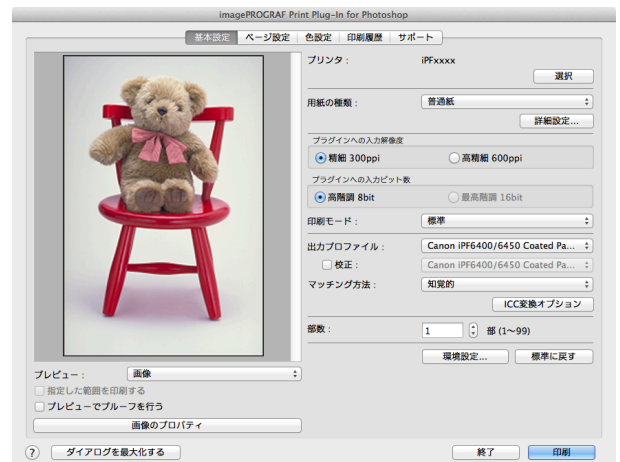 imagePROGRAF Print Plug-In for Photoshop
基本設定 ページ設定 色設定 印刷履歴 サポート
プリンタ： iPFxxxx
選択
用紙の種類： 普通紙
詳細設定...
プラグインへの入力解像度
精細 300ppi 高精細 600ppi
プラグインへの入力ビット数
高階調 8bit 最高階調 16bit
印刷モード： 標準
出力プロファイル： Canon iPF6400/6450 Coated Pa...
校正： Canon iPF6400/6450 Coated Pa...
マッチング方法： 知覚的
ICC変換オプション
部数： 1 部 (1〜99)
環境設定... 標準に戻す
プレビュー： 画像
指定した範囲を印刷する
プレビューでプルーフを行う
画像のプロパティ
? ダイアログを最大化する 終了 印刷